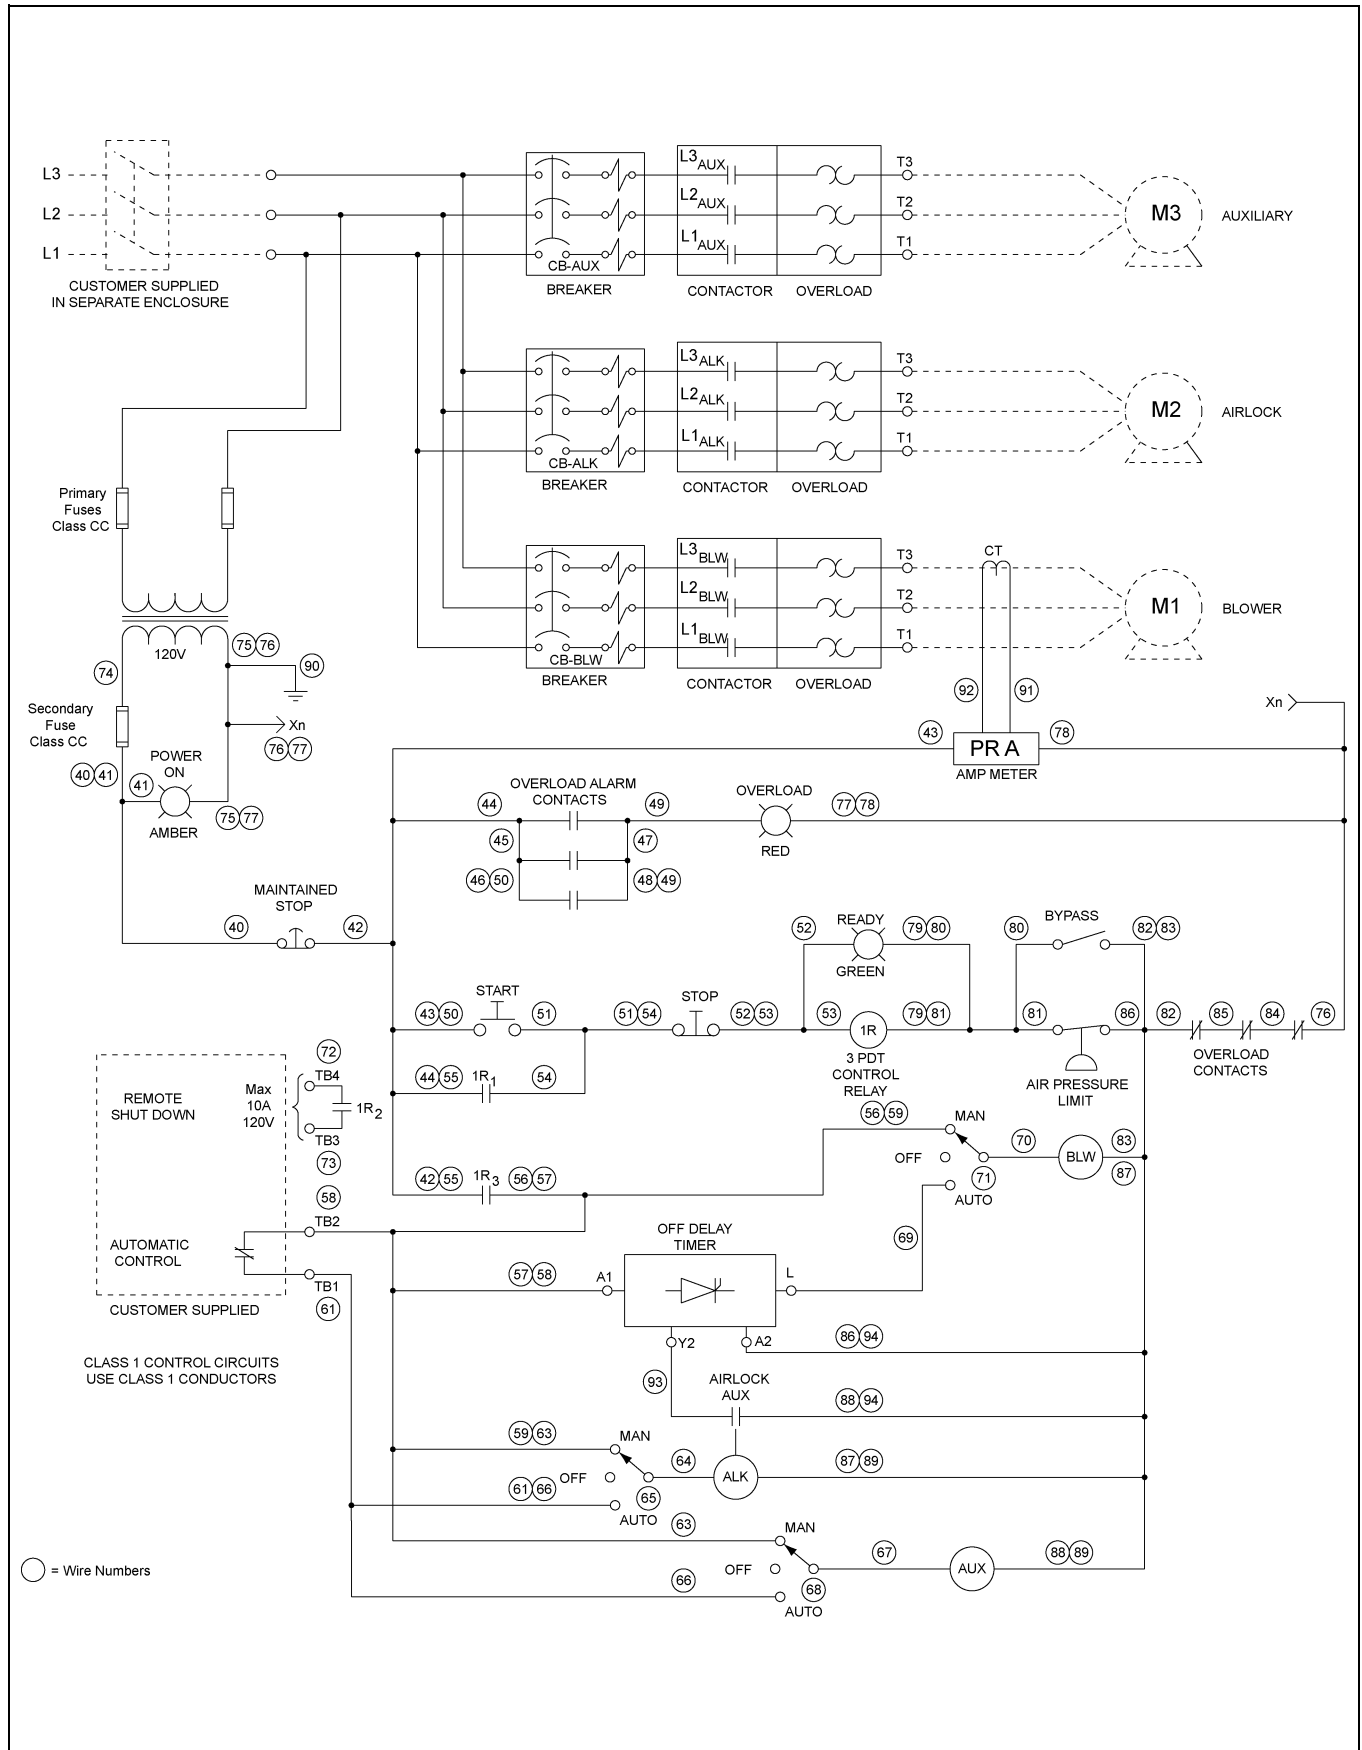 L3
L2
L1
CUSTOMER SUPPLIED
IN SEPARATE ENCLOSURE
CB-AUX
BREAKER
L3AUX
L2AUX
L1AUX
CONTACTOR
OVERLOAD
T3
T2
T1
M3
AUXILIARY
CB-ALK
BREAKER
L3ALK
L2ALK
L1ALK
CONTACTOR
OVERLOAD
T3
T2
T1
M2
AIRLOCK
CB-BLW
BREAKER
L3BLW
L2BLW
L1BLW
CONTACTOR
OVERLOAD
T3
T2
T1
CT
M1
BLOWER
Primary
Fuses
Class CC
120V
75 76
74
90
Secondary
Fuse
Class CC
Xn
76 77
40 41
41
POWER
ON
AMBER
75 77
92
91
Xn
43
PR A
78
AMP METER
OVERLOAD ALARM
CONTACTS
44
49
45
47
46 50
48 49
OVERLOAD
RED
77 78
MAINTAINED
STOP
40
42
READY
GREEN
52
79 80
BYPASS
80
82 83
START
43 50
51
STOP
51 54
52 53
53
1R
79 81
3 PDT
CONTROL
RELAY
81
86
AIR PRESSURE
LIMIT
82
85
84
76
OVERLOAD
CONTACTS
44 55
1R1
54
REMOTE
SHUT DOWN
Max
10A
120V
72
TB4
1R2
TB3
73
56 59
MAN
OFF
AUTO
71
70
BLW
83
87
42 55
1R3
56 57
58
TB2
AUTOMATIC
CONTROL
TB1
61
CUSTOMER SUPPLIED
OFF DELAY
TIMER
57 58
A1
L
69
Y2
A2
86 94
CLASS 1 CONTROL CIRCUITS
USE CLASS 1 CONDUCTORS
93
AIRLOCK
AUX
88 94
59 63
MAN
OFF
61 66
AUTO
65
64
ALK
87 89
63
MAN
OFF
66
AUTO
68
67
AUX
88 89
= Wire Numbers